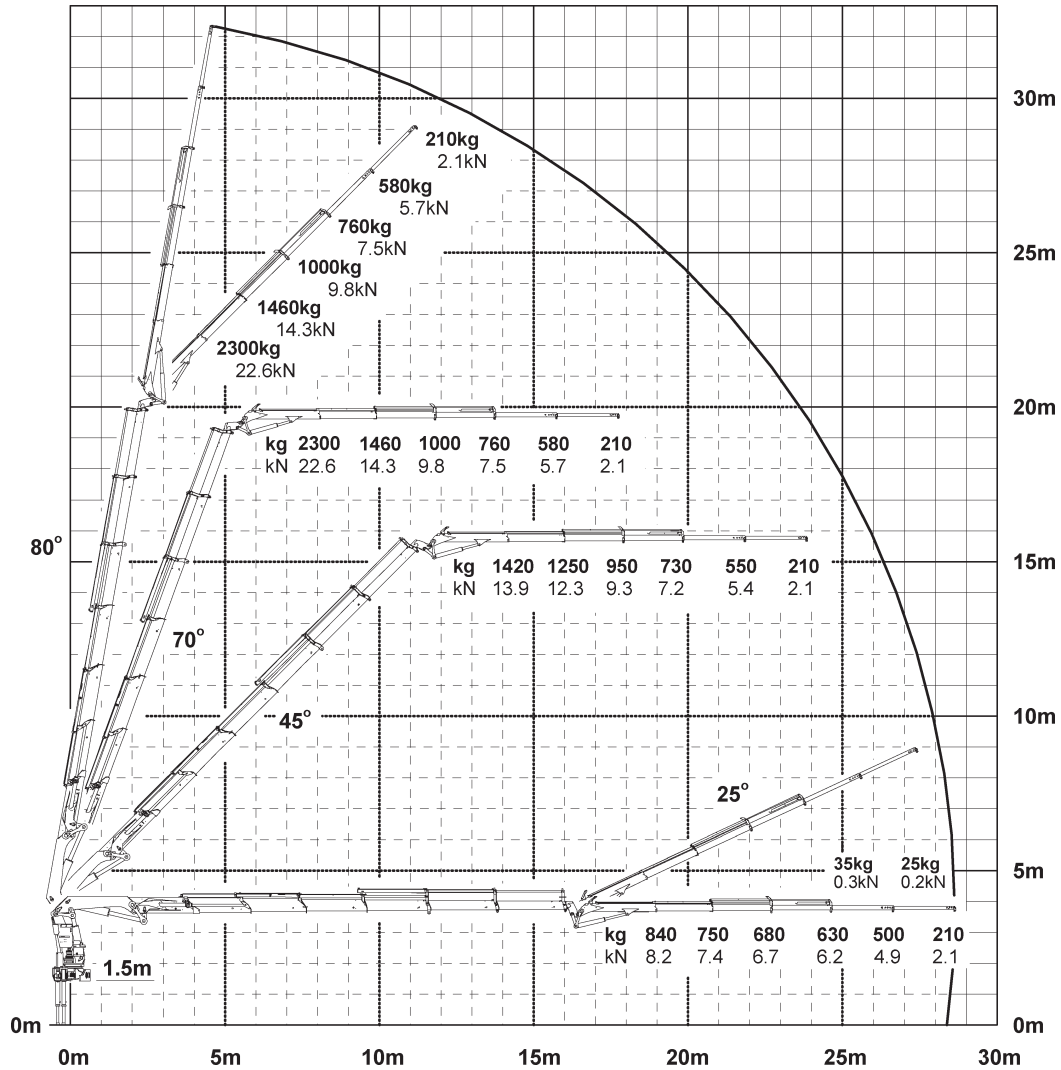 30m
210kg
2.1kN
580kg
5.7kN
760kg
7.5kN
25m
1000kg
9.8kN
1460kg
14.3kN
2300kg
22.6kN
20m
kg 2300 1460 1000 760 580 210
kN 22.6 14.3 9.8 7.5 5.7 2.1
80°
15m
kg 1420 1250 950 730 550 210
kN 13.9 12.3 9.3 7.2 5.4 2.1
70°
45°
10m
25°
35kg 25kg
0.3kN 0.2kN
5m
kg 840 750 680 630 500 210
kN 8.2 7.4 6.7 6.2 4.9 2.1
1.5m
0m 0m
0m 5m 10m 15m 20m 25m 30m